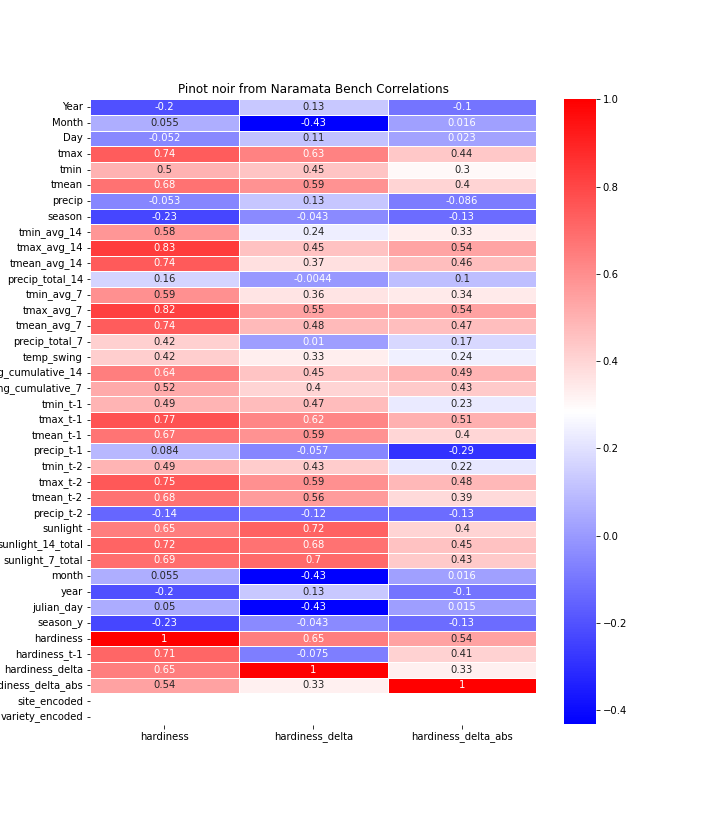 Pinot noir from Naramata Bench Correlations
Year -0.2 0.13 -0.1
Month 0.055 -0.43 0.016
Day -0.052 0.11 0.023
tmax 0.74 0.63 0.44
tmin 0.5 0.45 0.3
tmean 0.68 0.59 0.4
precip -0.053 0.13 -0.086
season -0.23 -0.043 -0.13
tmin_avg_14 0.58 0.24 0.33
tmax_avg_14 0.83 0.45 0.54
tmean_avg_14 0.74 0.37 0.46
precip_total_14 0.16 -0.0044 0.1
tmin_avg_7 0.59 0.36 0.34
tmax_avg_7 0.82 0.55 0.54
tmean_avg_7 0.74 0.48 0.47
precip_total_7 0.42 0.01 0.17
temp_swing 0.42 0.33 0.24
g_cumulative_14 0.64 0.45 0.49
ng_cumulative_7 0.52 0.4 0.43
tmin_t-1 0.49 0.47 0.23
tmax_t-1 0.77 0.62 0.51
tmean_t-1 0.67 0.59 0.4
precip_t-1 0.084 -0.057 -0.29
tmin_t-2 0.49 0.43 0.22
tmax_t-2 0.75 0.59 0.48
tmean_t-2 0.68 0.56 0.39
precip_t-2 -0.14 -0.12 -0.13
sunlight 0.65 0.72 0.4
sunlight_14_total 0.72 0.68 0.45
sunlight_7_total 0.69 0.7 0.43
month 0.055 -0.43 0.016
year -0.2 0.13 -0.1
julian_day 0.05 -0.43 0.015
season_y -0.23 -0.043 -0.13
hardiness 1 0.65 0.54
hardiness_t-1 0.71 -0.075 0.41
hardiness_delta 0.65 1 0.33
diness_delta_abs 0.54 0.33 1
site_encoded
variety_encoded
hardiness hardiness_delta hardiness_delta_abs
1.0
0.8
0.6
0.4
0.2
0.0
−0.2
−0.4